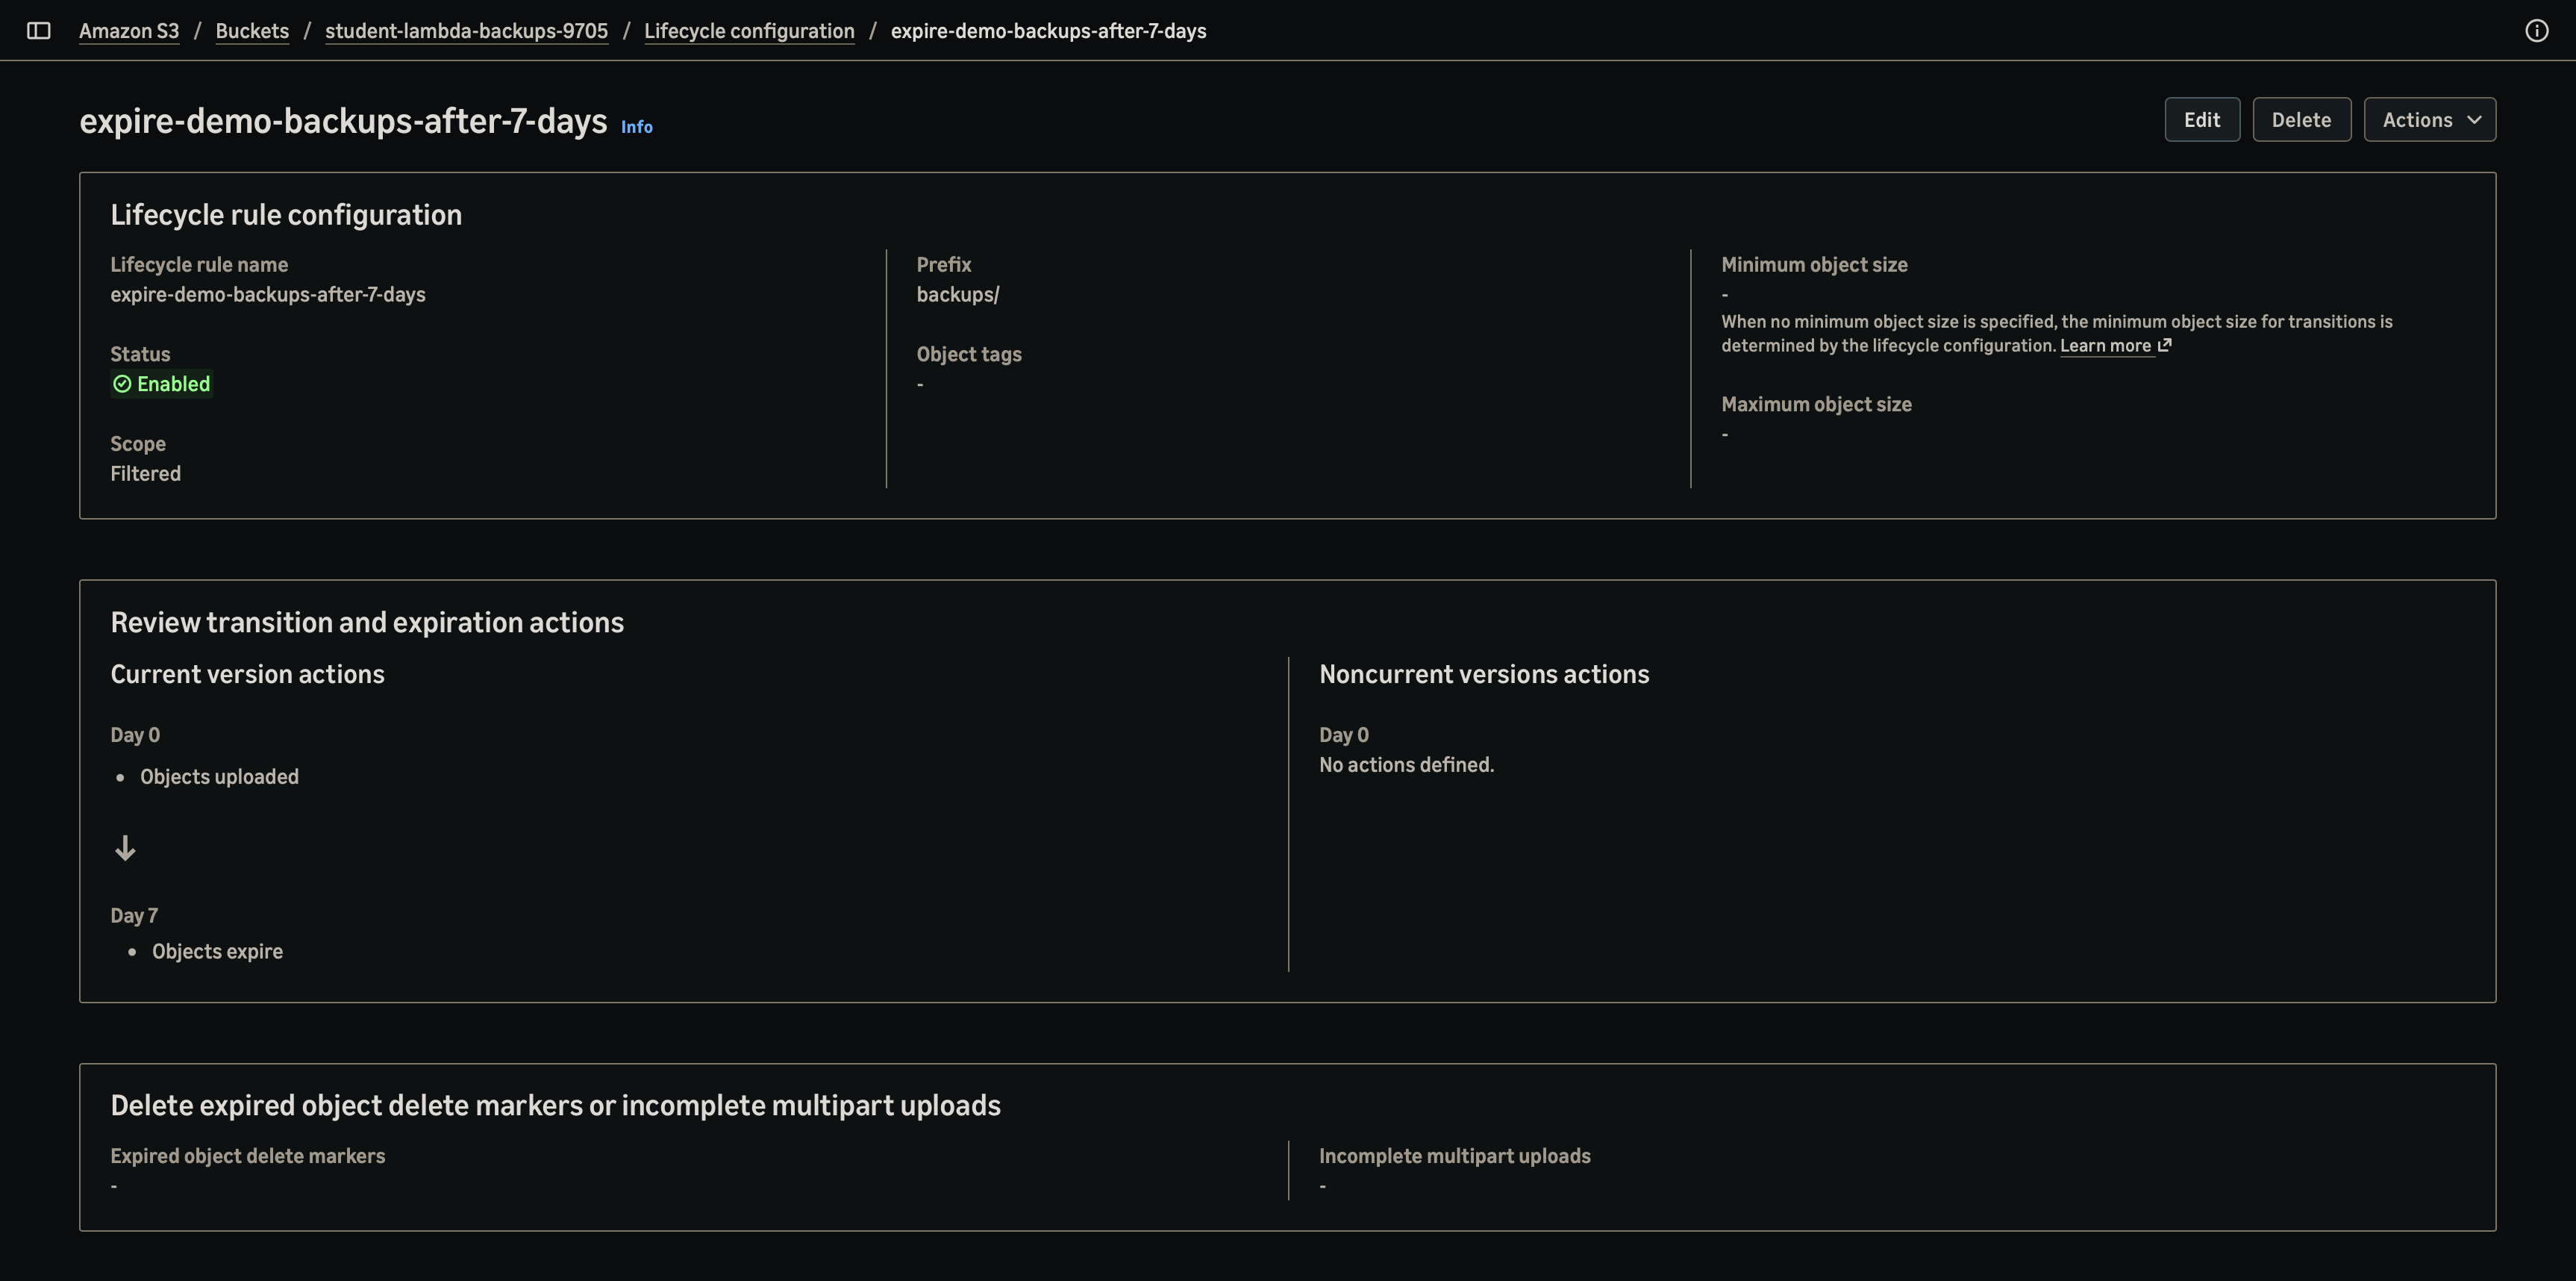 Amazon S3 / Buckets / student-lambda-backups-9705 / Lifecycle configuration / expire-demo-backups-after-7-days
expire-demo-backups-after-7-days Info
Edit
Delete
Actions
Lifecycle rule configuration
Lifecycle rule name
expire-demo-backups-after-7-days
Status
Enabled
Scope
Filtered
Prefix
backups/
Object tags
-
Minimum object size
-
When no minimum object size is specified, the minimum object size for transitions is
determined by the lifecycle configuration. Learn more
Maximum object size
-
Review transition and expiration actions
Current version actions
Day 0
• Objects uploaded
Day 7
• Objects expire
Noncurrent versions actions
Day 0
No actions defined.
Delete expired object delete markers or incomplete multipart uploads
Expired object delete markers
-
Incomplete multipart uploads
-